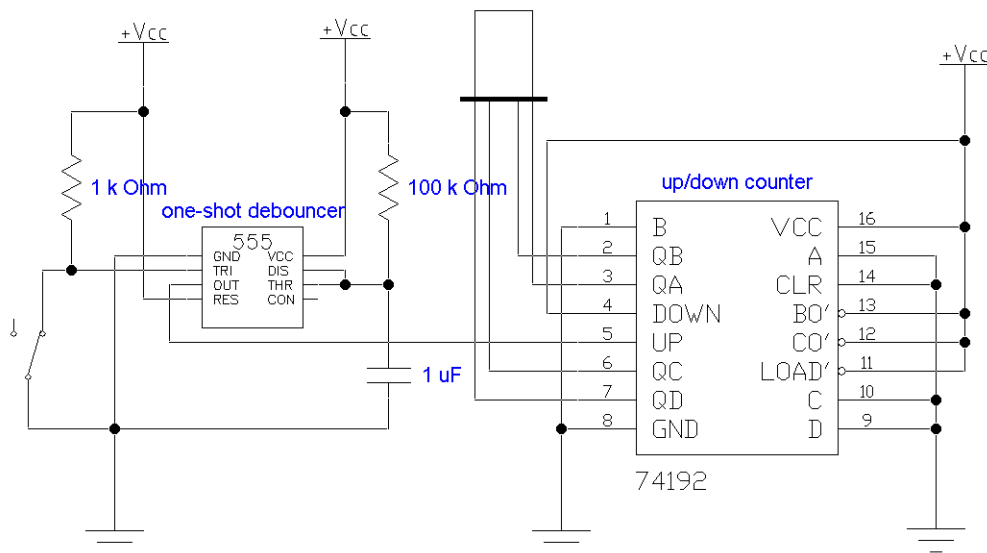 +Vcc
+Vcc
+Vcc
1 k Ohm
100 k Ohm
one-shot debouncer
up/down counter
555
GND VCC
TRI DIS
OUT THR
RES CON
1 uF
1 B VCC 16
2 QB A 15
3 QA CLR 14
4 DOWN BO' 13
5 UP CO' 12
6 QC LOAD' 11
7 QD C 10
8 GND D 9
74192